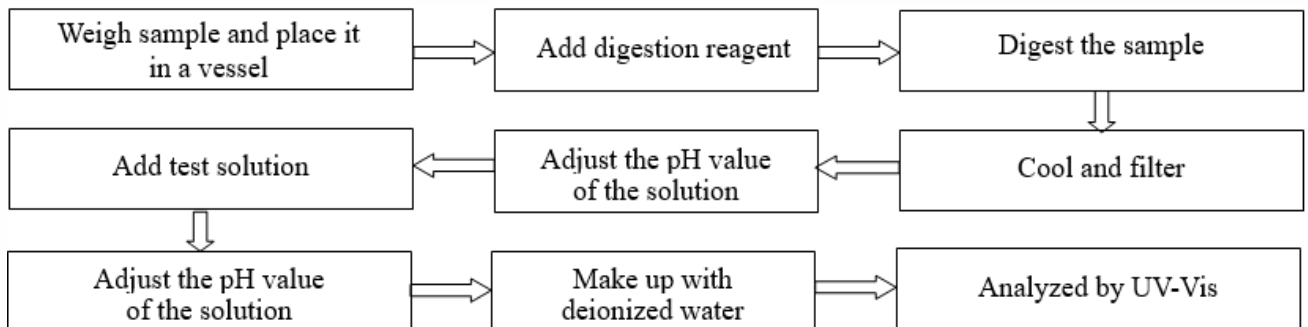 Weigh sample and place it
in a vessel
Add digestion reagent
Digest the sample
Cool and filter
Adjust the pH value
of the solution
Add test solution
Adjust the pH value
of the solution
Make up with
deionized water
Analyzed by UV-Vis